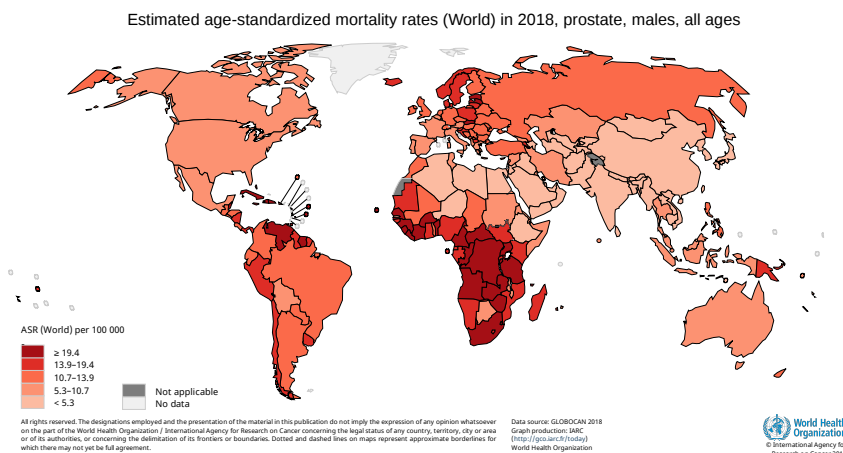 Estimated age-standardized mortality rates (World) in 2018, prostate, males, all ages
ASR (World) per 100 000
≥ 19.4
13.9–19.4
10.7–13.9
5.3–10.7
< 5.3
Not applicable
No data
All rights reserved. The designations employed and the presentation of the material in this publication do not imply the expression of any opinion whatsoever
on the part of the World Health Organization / International Agency for Research on Cancer concerning the legal status of any country, territory, city or area
or of its authorities, or concerning the delimitation of its frontiers or boundaries. Dotted and dashed lines on maps represent approximate borderlines for
which there may not yet be full agreement.
Data source: GLOBOCAN 2018
Graph production: IARC
(http://gco.iarc.fr/today)
World Health Organization
World Health
Organizatio
© International Agency fo